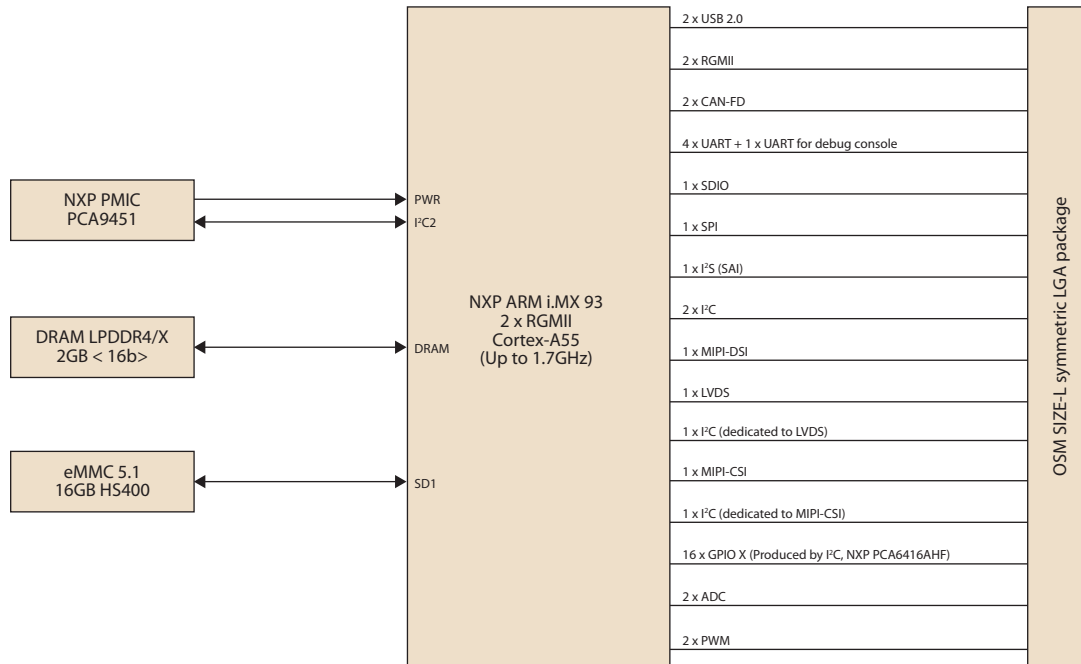 NXP PMIC
PCA9451
DRAM LPDDR4/X
2GB < 16b>
eMMC 5.1
16GB HS400
PWR
I²C2
DRAM
SD1
NXP ARM i.MX 93
2 x RGMII
Cortex-A55
(Up to 1.7GHz)
2 x USB 2.0
2 x RGMII
2 x CAN-FD
4 x UART + 1 x UART for debug console
1 x SDIO
1 x SPI
1 x I²S (SAI)
2 x I²C
1 x MIPI-DSI
1 x LVDS
1 x I²C (dedicated to LVDS)
1 x MIPI-CSI
1 x I²C (dedicated to MIPI-CSI)
16 x GPIO X (Produced by I²C, NXP PCA6416AHF)
2 x ADC
2 x PWM
OSM SIZE-L symmetric LGA package